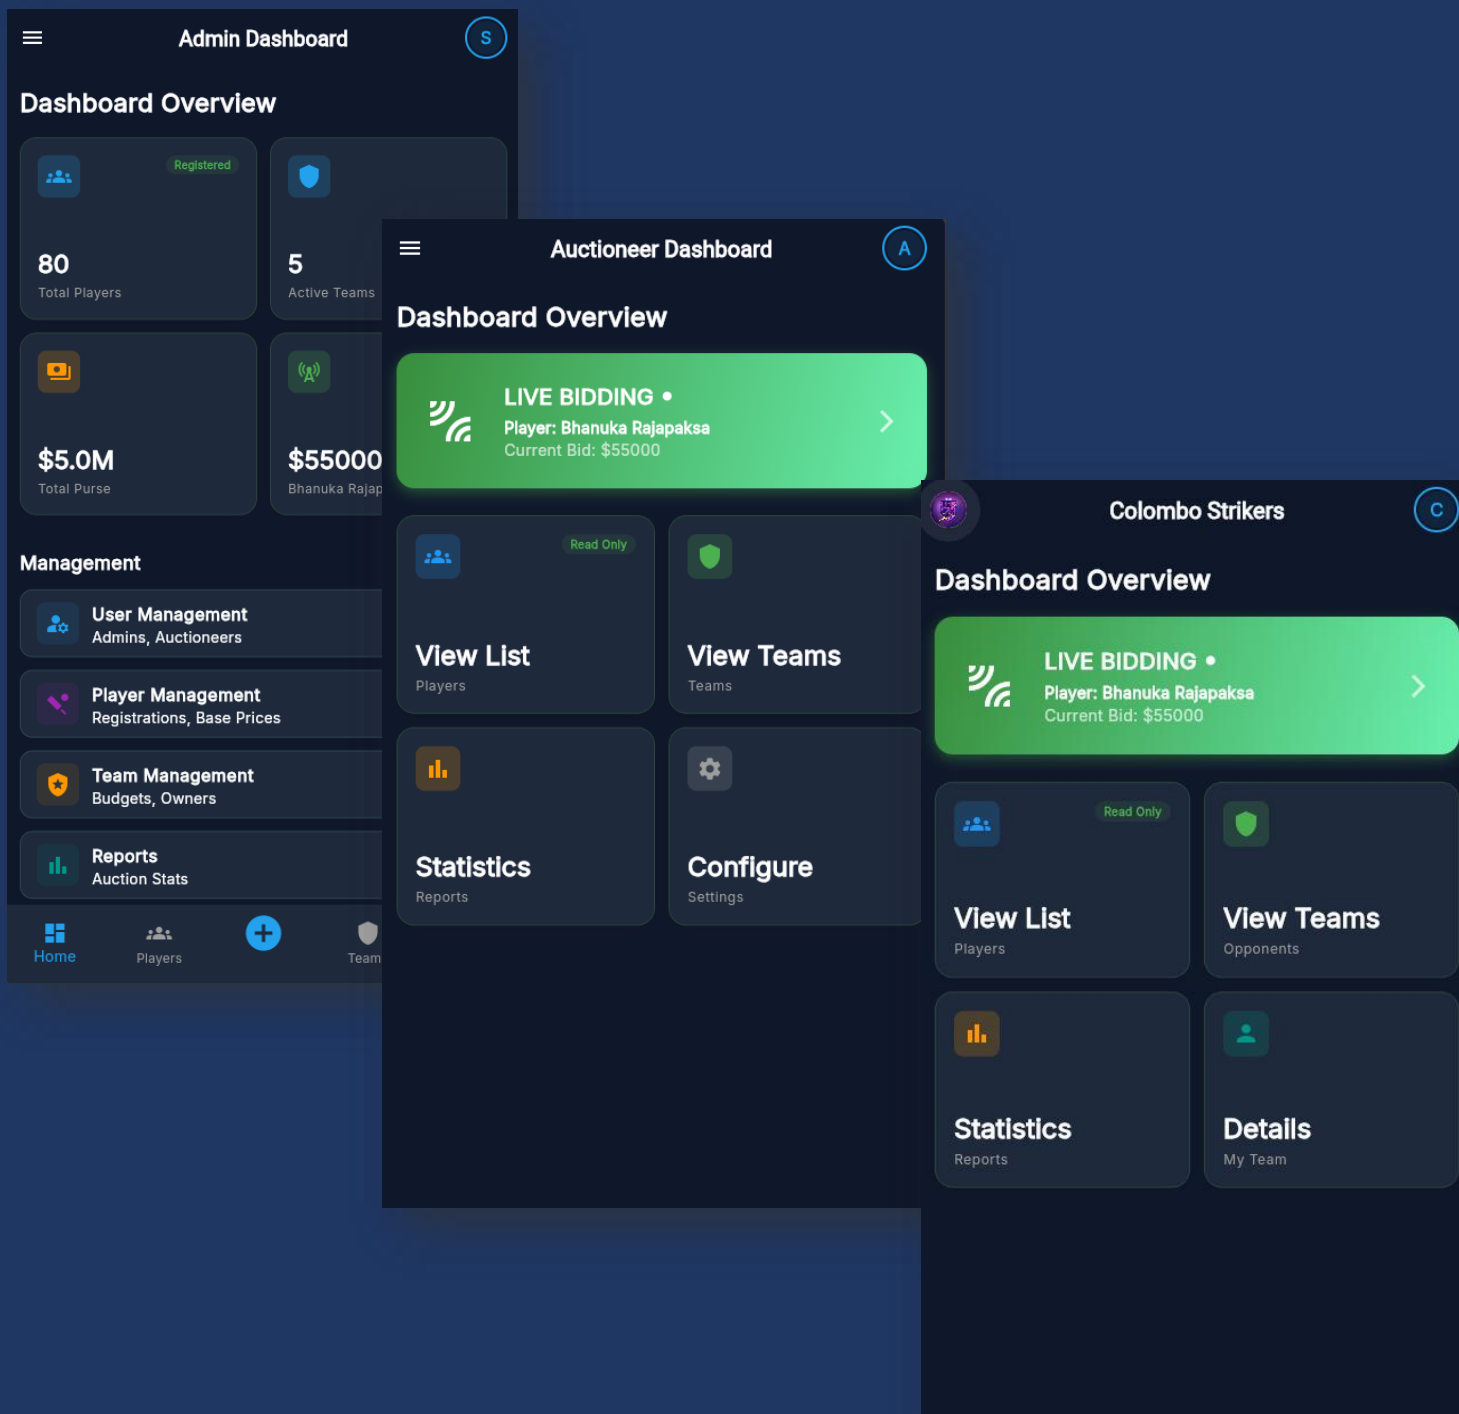 Admin Dashboard
S
Dashboard Overview
Registered
80
Total Players
5
Active Teams
$5.0M
Total Purse
$55000
Bhanuka Rajap
Management
User Management
Admins, Auctioneers
Player Management
Registrations, Base Prices
Team Management
Budgets, Owners
Reports
Auction Stats
Home
Players
Team
Auctioneer Dashboard
A
Dashboard Overview
LIVE BIDDING •
Player: Bhanuka Rajapaksa
Current Bid: $55000
Read Only
View List
Players
View Teams
Teams
Statistics
Reports
Configure
Settings
Colombo Strikers
C
Dashboard Overview
LIVE BIDDING •
Player: Bhanuka Rajapaksa
Current Bid: $55000
Read Only
View List
Players
View Teams
Opponents
Statistics
Reports
Details
My Team